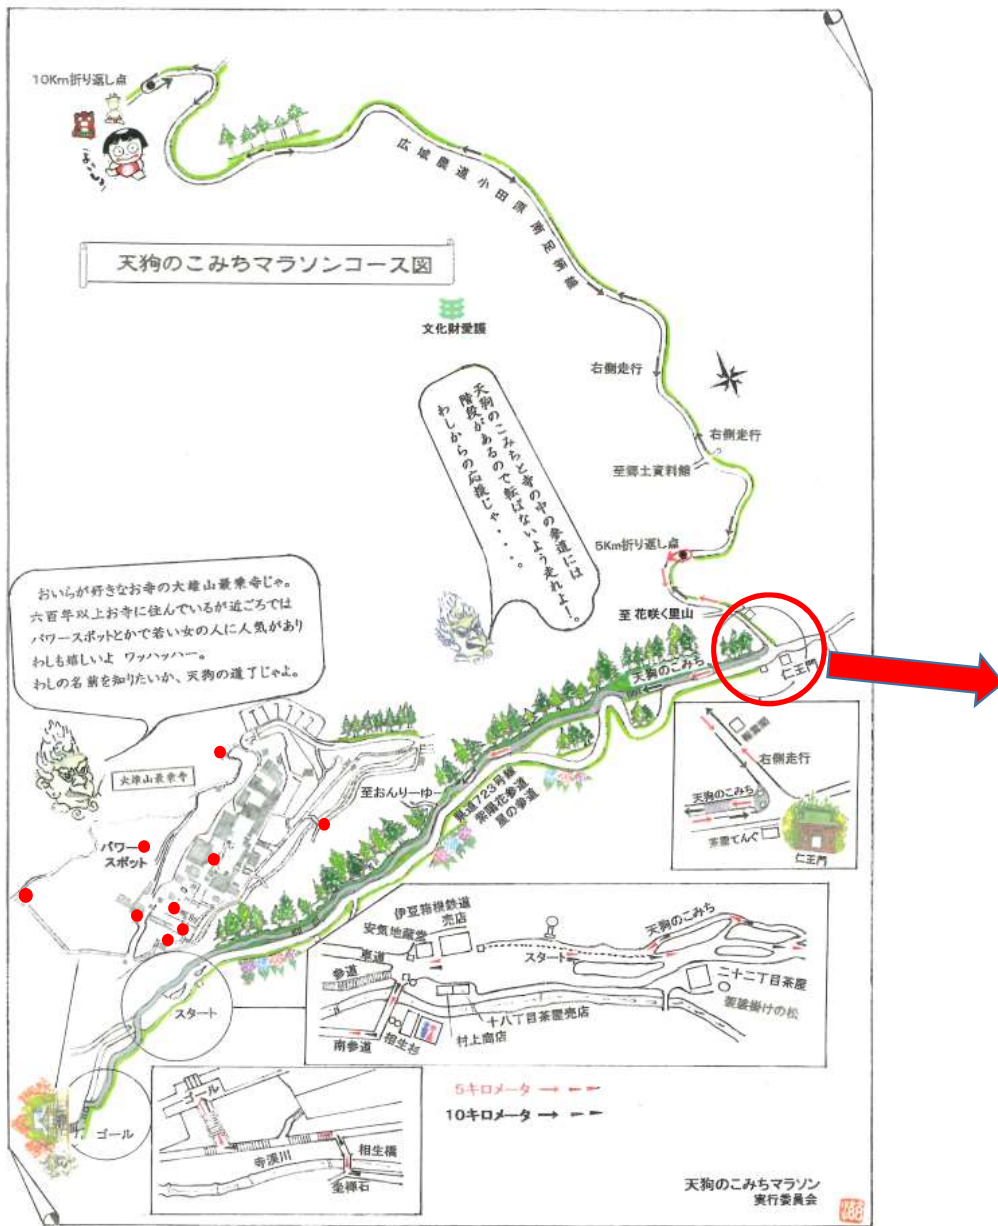 10Km折り返し点
広域農道小田原南足柄線
天狗のこみちマラソンコース図
文化財愛護
右側走行
右側走行
至郷土資料館
天狗のこみちと寺の中の参道には
階段があるので転ばないよう走れよ!。
わしからの応援じゃ・・・・。
5Km折り返し点
至 花咲く里山
仁王門
天狗のこみち
おいらが好きなお寺の大雄山最乗寺じゃ。
六百年以上お寺に住んでいるが近ごろでは
パワースポットとかで若い女の人に人気があり
わしも嬉しいよ ワッハッハー。
わしの名前を知りたいか、天狗の道了じゃよ。
大雄山最乗寺
至おんりーゆー
県道723号線
紫陽花参道
星の参道
パワー
スポット
右側走行
天狗のこみち
茶屋てんぐ
仁王門
伊豆箱根鉄道
売店
安気地蔵堂
車道
参道
天狗のこみち
スタート
二十二丁目茶屋
袈裟掛けの松
十八丁目茶屋売店
村上商店
相生杉
南参道
スタート
ゴール
ゴール
相生橋
寺溪川
坐禅石
5キロメータ
10キロメータ
天狗のこみちマラソン
実行委員会